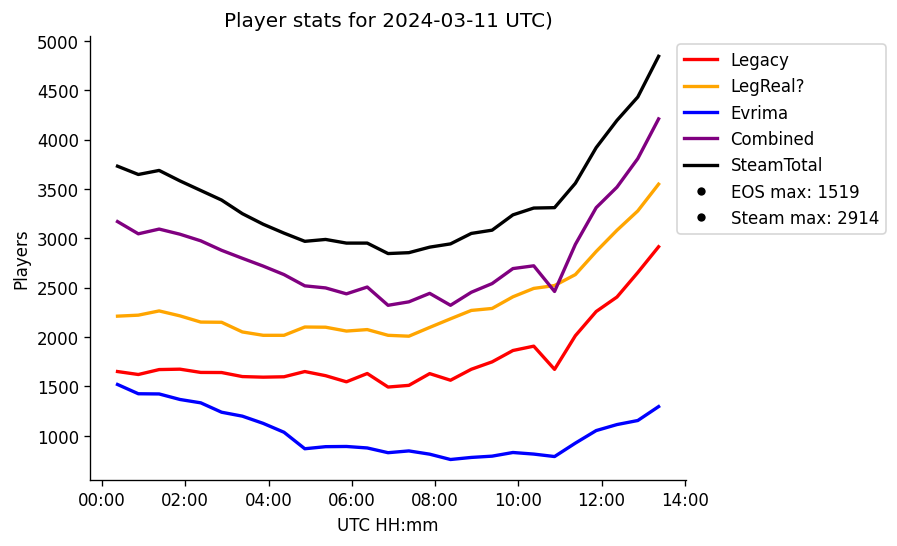 Player stats for 2024-03-11 UTC)
5000
4500
4000
3500
3000
2500
2000
1500
1000
Players
00:00 02:00 04:00 06:00 08:00 10:00 12:00 14:00
UTC HH:mm
Legacy
LegReal?
Evrima
Combined
SteamTotal
EOS max: 1519
Steam max: 2914